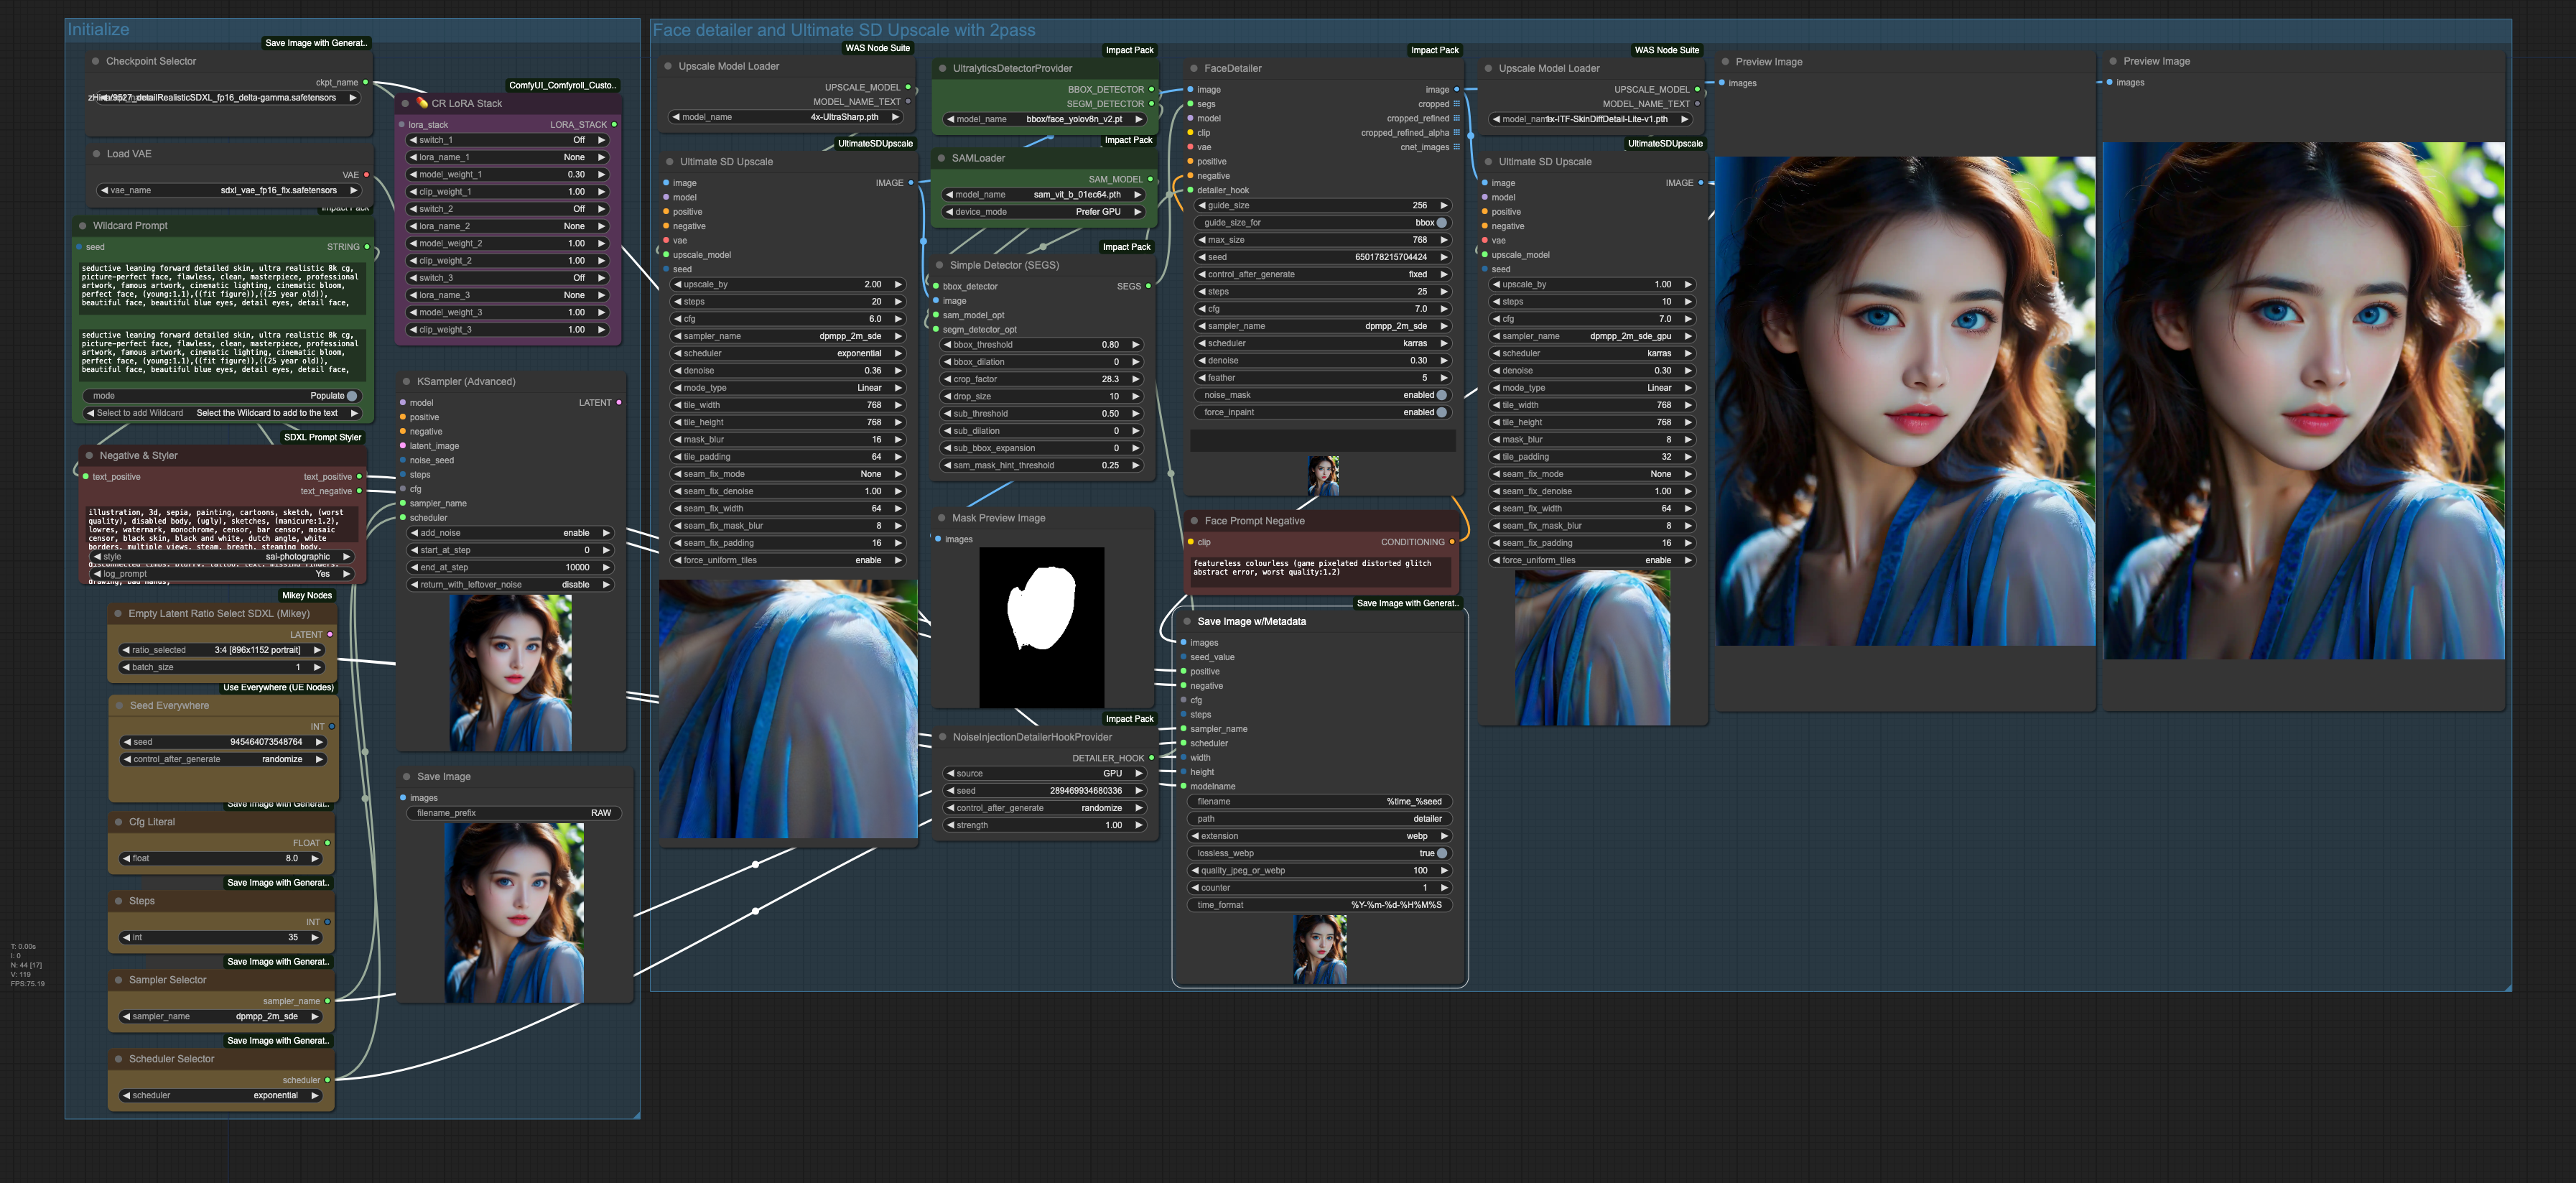 Initialize
Save Image with Generat..
Checkpoint Selector
ckpt_name
detailRealisticSDXL_fp16_delta-gamma.safetensors
Load VAE
VAE
vae_name sdxl_vae_fp16_fix.safetensors
Impact Pack
Wildcard Prompt
seed STRING
seductive leaning forward detailed skin, ultra realistic 8k cg,
picture-perfect face, flawless, clean, masterpiece, professional
artwork, famous artwork, cinematic lighting, cinematic bloom,
perfect face, (young:1.1),((fit figure)),((25 year old)),
beautiful face, beautiful blue eyes, detail eyes, detail face,
seductive leaning forward detailed skin, ultra realistic 8k cg,
picture-perfect face, flawless, clean, masterpiece, professional
artwork, famous artwork, cinematic lighting, cinematic bloom,
perfect face, (young:1.1),((fit figure)),((25 year old)),
beautiful face, beautiful blue eyes, detail eyes, detail face,
mode Populate
Select to add Wildcard Select the Wildcard to add to the text
SDXL Prompt Styler
Negative & Styler
text_positive text_positive
text_negative
illustration, 3d, sepia, painting, cartoons, sketch, (worst
quality), disabled body, (ugly), sketches, (manicure:1.2),
lowres, watermark, monochrome, censor, bar censor, mosaic
censor, black skin, black and white, dutch angle, white
borders, multiple views, steam, breath, steaming body,
style sai-photographic
log_prompt Yes
Mikey Nodes
Empty Latent Ratio Select SDXL (Mikey)
LATENT
ratio_selected 3:4 [896x1152 portrait]
batch_size 1
Use Everywhere (UE Nodes)
Seed Everywhere
INT
seed 945464073548764
control_after_generate randomize
Save Image with Generat..
Cfg Literal
FLOAT
float 8.0
Save Image with Generat..
Steps
INT
int 35
Save Image with Generat..
Sampler Selector
sampler_name
sampler_name dpmpp_2m_sde
Save Image with Generat..
Scheduler Selector
scheduler
scheduler exponential
T: 0.00s
I: 0
N: 44 [17]
V: 119
FPS:75.19
ComfyUI_Comfyroll_Custo..
CR LoRA Stack
lora_stack LORA_STACK
switch_1 Off
lora_name_1 None
model_weight_1 0.30
clip_weight_1 1.00
switch_2 Off
lora_name_2 None
model_weight_2 1.00
clip_weight_2 1.00
switch_3 Off
lora_name_3 None
model_weight_3 1.00
clip_weight_3 1.00
KSampler (Advanced)
model LATENT
positive
negative
latent_image
noise_seed
steps
cfg
sampler_name
scheduler
add_noise enable
start_at_step 0
end_at_step 10000
return_with_leftover_noise disable
Save Image
images
filename_prefix RAW
Face detailer and Ultimate SD Upscale with 2pass
WAS Node Suite
Upscale Model Loader
UPSCALE_MODEL
MODEL_NAME_TEXT
model_name 4x-UltraSharp.pth
UltimateSDUpscale
Ultimate SD Upscale
image IMAGE
model
positive
negative
vae
upscale_model
seed
upscale_by 2.00
steps 20
cfg 6.0
sampler_name dpmpp_2m_sde
scheduler exponential
denoise 0.36
mode_type Linear
tile_width 768
tile_height 768
mask_blur 16
tile_padding 64
seam_fix_mode None
seam_fix_denoise 1.00
seam_fix_width 64
seam_fix_mask_blur 8
seam_fix_padding 16
force_uniform_tiles enable
Impact Pack
UltralyticsDetectorProvider
BBOX_DETECTOR
SEGM_DETECTOR
model_name bbox/face_yolov8n_v2.pt
Impact Pack
SAMLoader
SAM_MODEL
model_name sam_vit_b_01ec64.pth
device_mode Prefer GPU
Impact Pack
Simple Detector (SEGS)
bbox_detector SEGS
image
sam_model_opt
segm_detector_opt
bbox_threshold 0.80
bbox_dilation 0
crop_factor 28.3
drop_size 10
sub_threshold 0.50
sub_dilation 0
sub_bbox_expansion 0
sam_mask_hint_threshold 0.25
Mask Preview Image
images
Impact Pack
NoiseInjectionDetailerHookProvider
DETAILER_HOOK
source GPU
seed 289469934680336
control_after_generate randomize
strength 1.00
Impact Pack
FaceDetailer
image image
segs cropped
model cropped_refined
clip cropped_refined_alpha
vae cnet_images
positive
negative
detailer_hook
guide_size 256
guide_size_for bbox
max_size 768
seed 650178215704424
control_after_generate fixed
steps 25
cfg 7.0
sampler_name dpmpp_2m_sde
scheduler karras
denoise 0.30
feather 5
noise_mask enabled
force_inpaint enabled
Face Prompt Negative
clip CONDITIONING
featureless colourless (game pixelated distorted glitch
abstract error, worst quality:1.2)
Save Image with Generat..
Save Image w/Metadata
images
seed_value
positive
negative
cfg
steps
sampler_name
scheduler
width
height
modelname
filename %time_%seed
path detailer
extension webp
lossless_webp true
quality_jpeg_or_webp 100
counter 1
time_format %Y-%m-%d-%H%M%S
WAS Node Suite
Upscale Model Loader
UPSCALE_MODEL
MODEL_NAME_TEXT
1x-ITF-SkinDiffDetail-Lite-v1.pth
UltimateSDUpscale
Ultimate SD Upscale
image IMAGE
model
positive
negative
vae
upscale_model
seed
upscale_by 1.00
steps 10
cfg 7.0
sampler_name dpmpp_2m_sde_gpu
scheduler karras
denoise 0.30
mode_type Linear
tile_width 768
tile_height 768
mask_blur 8
tile_padding 32
seam_fix_mode None
seam_fix_denoise 1.00
seam_fix_width 64
seam_fix_mask_blur 8
seam_fix_padding 16
force_uniform_tiles enable
Preview Image
images
Preview Image
images